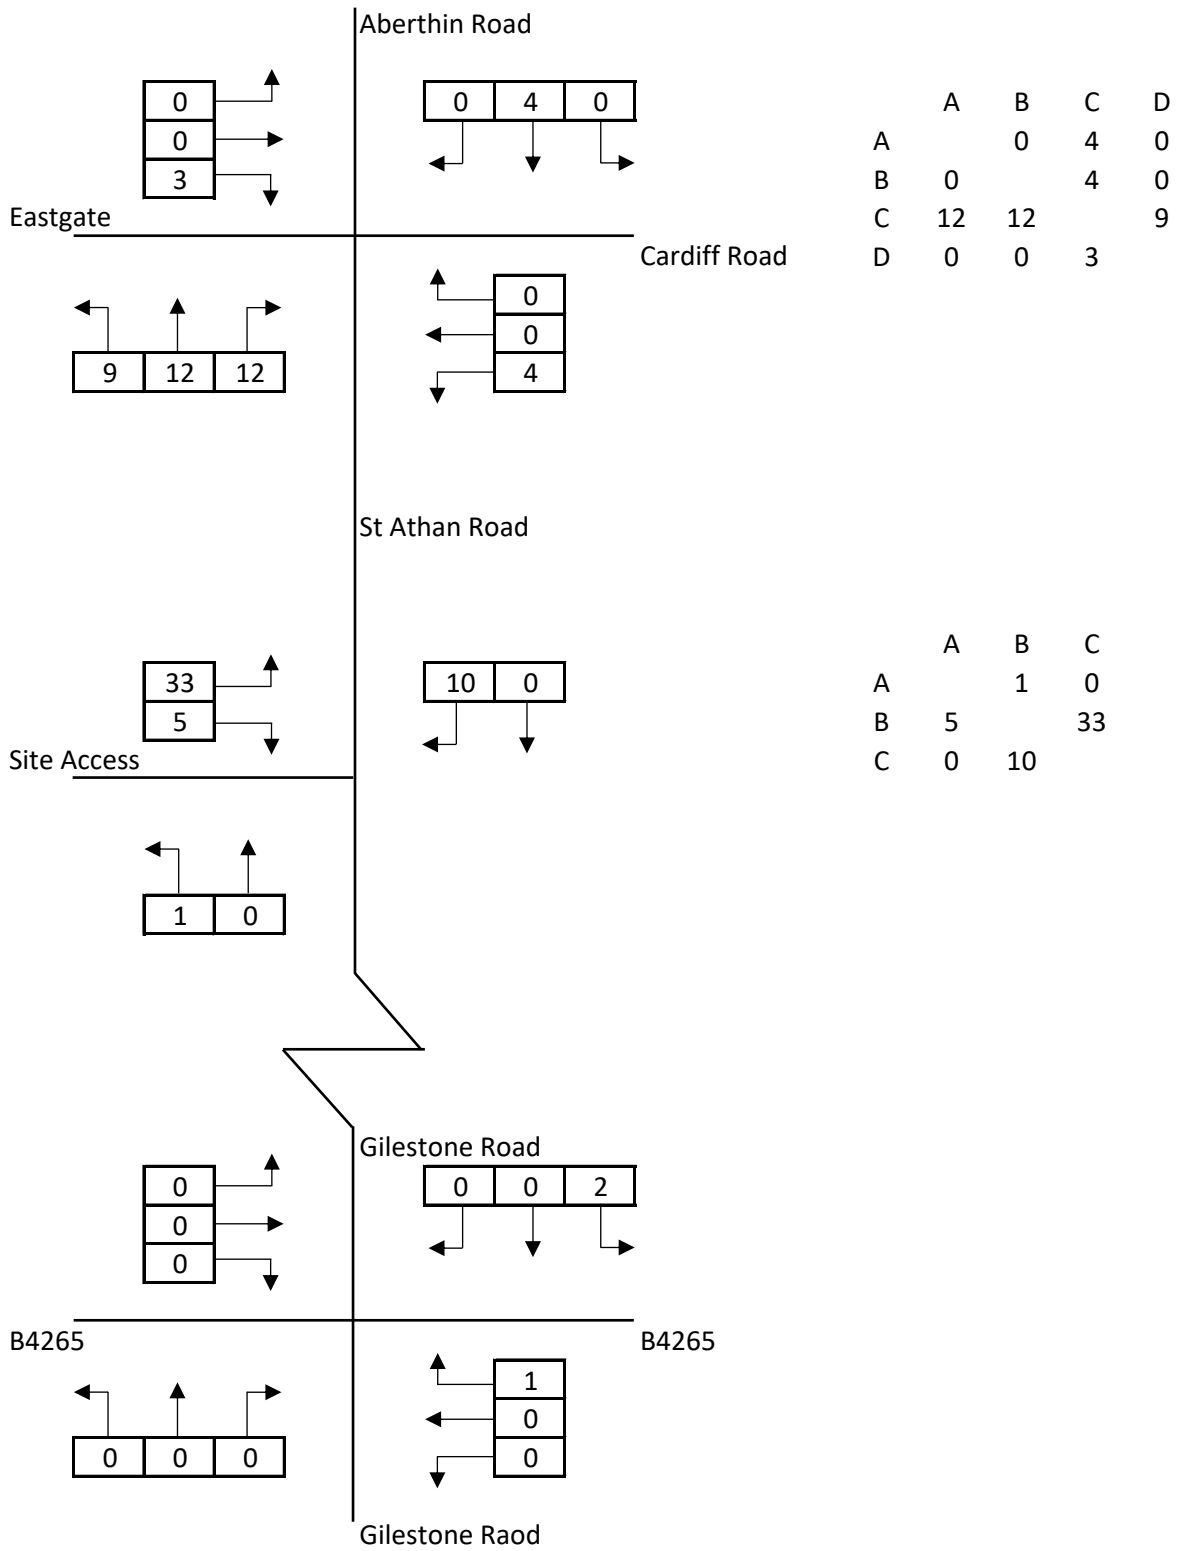 Aberthin Road
0
0 4 0
A B C D
0
A 0 4 0
3
B 0 4 0
Eastgate
C 12 12 9
Cardiff Road
D 0 0 3
0
0
9 12 12
4
St Athan Road
A B C
33
10 0
A 1 0
5
B 5 33
Site Access
C 0 10
1 0
Gilestone Road
0
0 0 2
0
0
B4265
B4265
1
0
0 0 0
0
Gilestone Raod